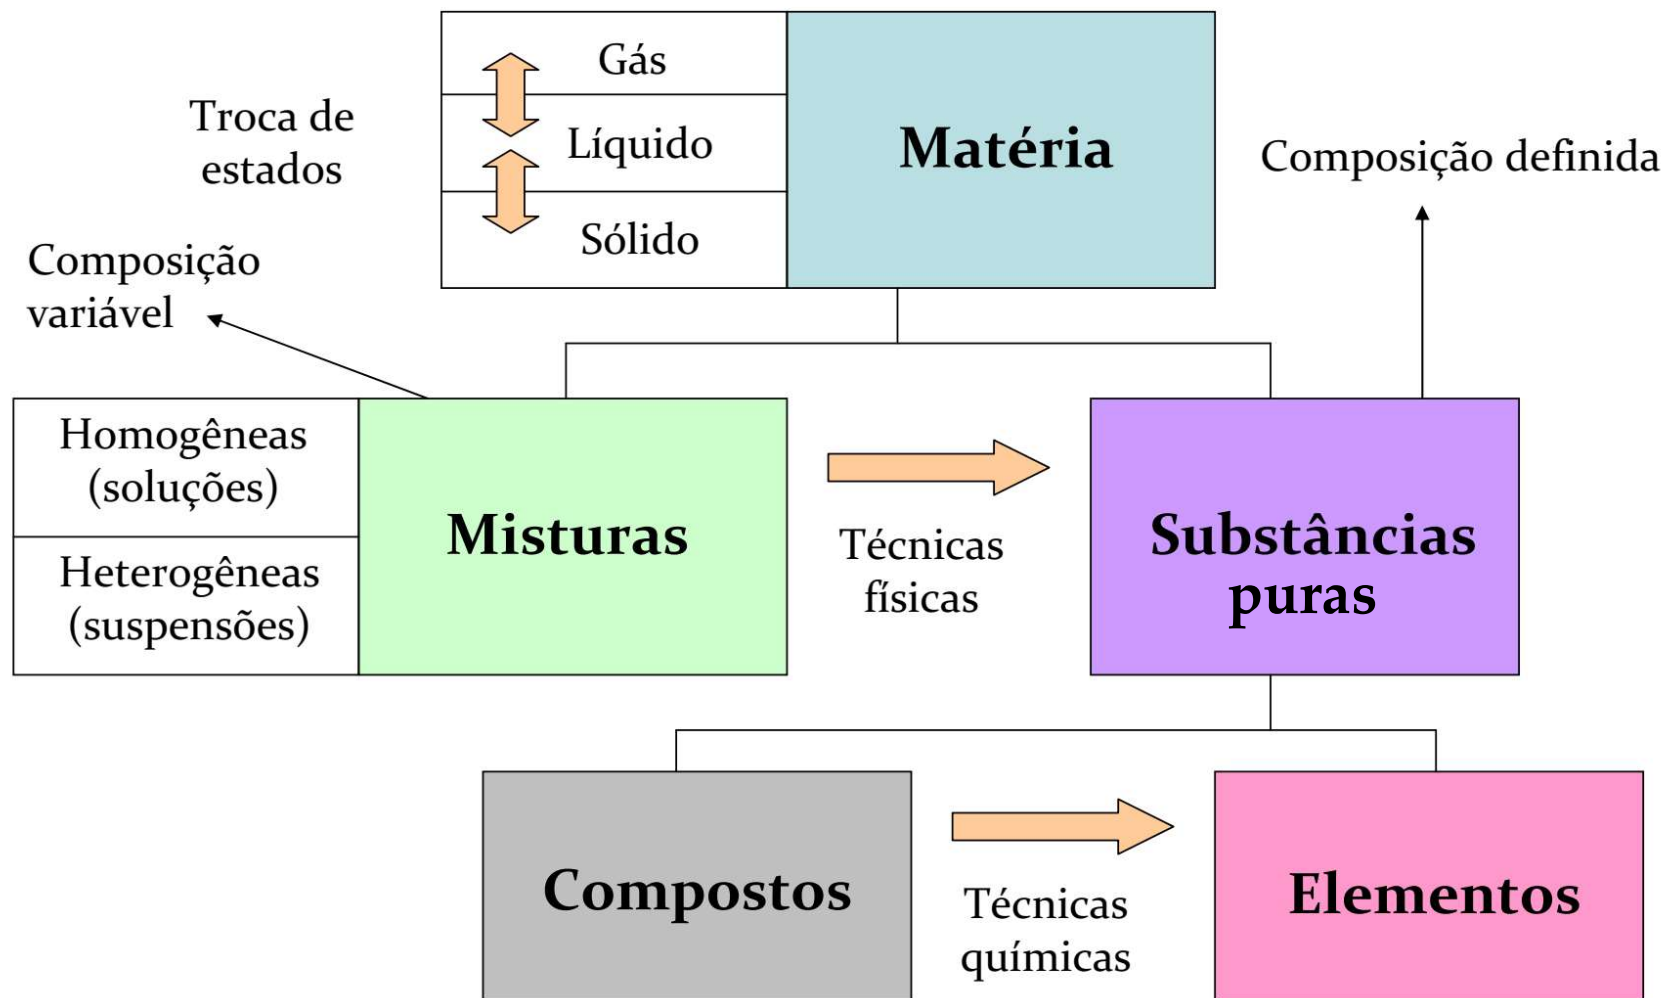 Gás
Troca de
estados
Líquido
Matéria
Composição definida
Sólido
Composição
variável
Homogêneas
(soluções)
Heterogêneas
(suspensões)
Misturas
Técnicas
físicas
Substâncias
puras
Compostos
Técnicas
químicas
Elementos